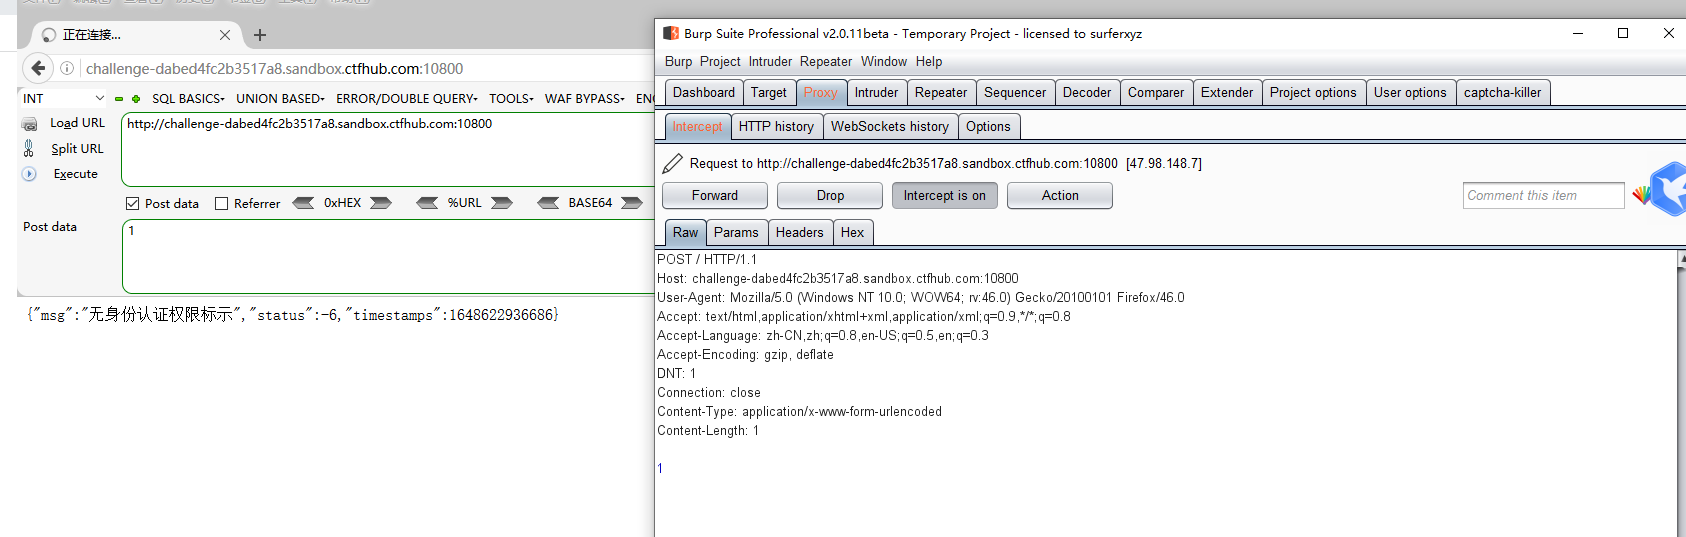 正在连接...
challenge-dabed4fc2b3517a8.sandbox.ctfhub.com:10800
INT SQL BASICS UNION BASED ERROR/DOUBLE QUERY TOOLS WAF BYPASS
Load URL
http://challenge-dabed4fc2b3517a8.sandbox.ctfhub.com:10800
Split URL
Execute
Post data Referrer 0xHEX %URL BASE64
Post data
1
{"msg":"无身份认证权限标示","status":-6,"timestamps":1648622936686}
Burp Suite Professional v2.0.11beta - Temporary Project - licensed to surferxyz
Burp Project Intruder Repeater Window Help
Dashboard Target Proxy Intruder Repeater Sequencer Decoder Comparer Extender Project options User options captcha-killer
Intercept HTTP history WebSockets history Options
Request to http://challenge-dabed4fc2b3517a8.sandbox.ctfhub.com:10800 [47.98.148.7]
Forward Drop Intercept is on Action Comment this item
Raw Params Headers Hex
POST / HTTP/1.1
Host: challenge-dabed4fc2b3517a8.sandbox.ctfhub.com:10800
User-Agent: Mozilla/5.0 (Windows NT 10.0; WOW64; rv:46.0) Gecko/20100101 Firefox/46.0
Accept: text/html,application/xhtml+xml,application/xml;q=0.9,*/*;q=0.8
Accept-Language: zh-CN,zh;q=0.8,en-US;q=0.5,en;q=0.3
Accept-Encoding: gzip, deflate
DNT: 1
Connection: close
Content-Type: application/x-www-form-urlencoded
Content-Length: 1
1